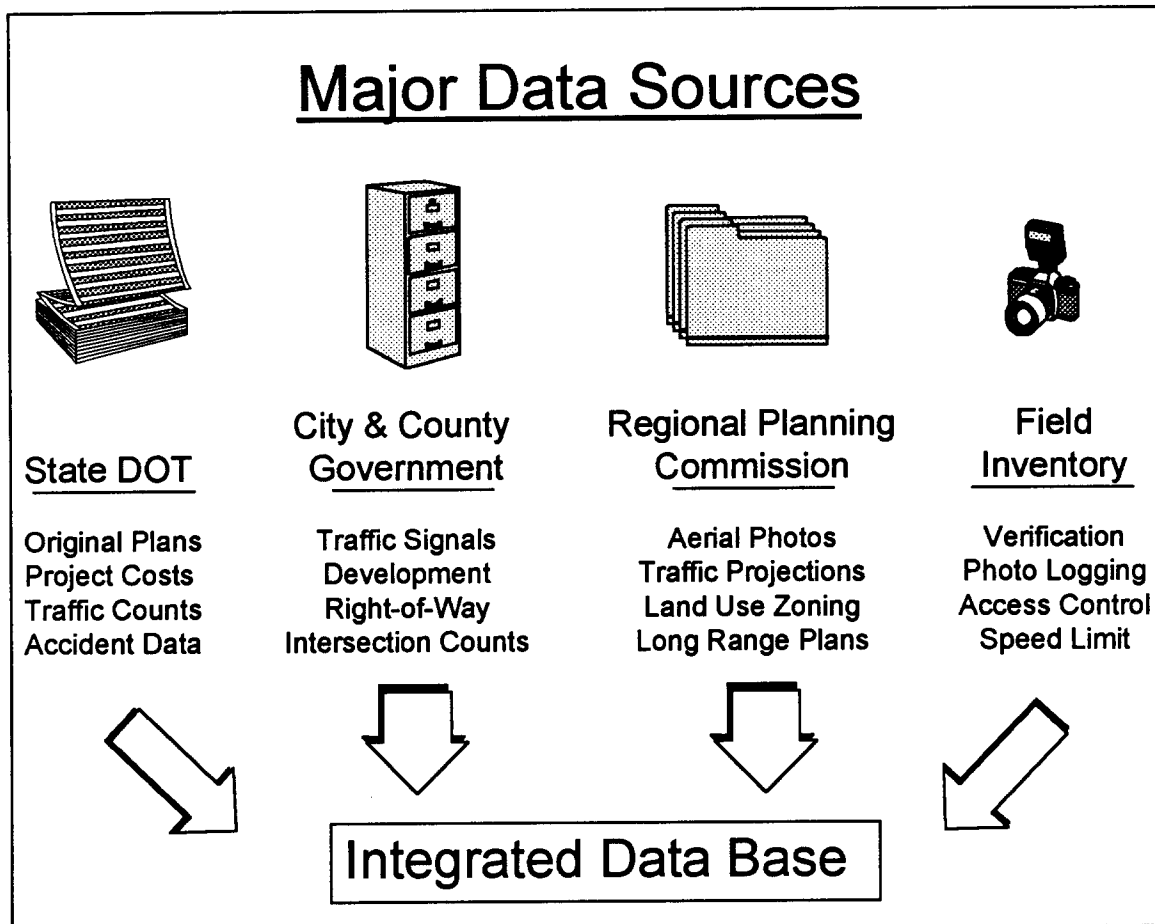 Major Data Sources
State DOT
Original Plans
Project Costs
Traffic Counts
Accident Data
City & County
Government
Traffic Signals
Development
Right-of-Way
Intersection Counts
Regional Planning
Commission
Aerial Photos
Traffic Projections
Land Use Zoning
Long Range Plans
Field
Inventory
Verification
Photo Logging
Access Control
Speed Limit
Integrated Data Base